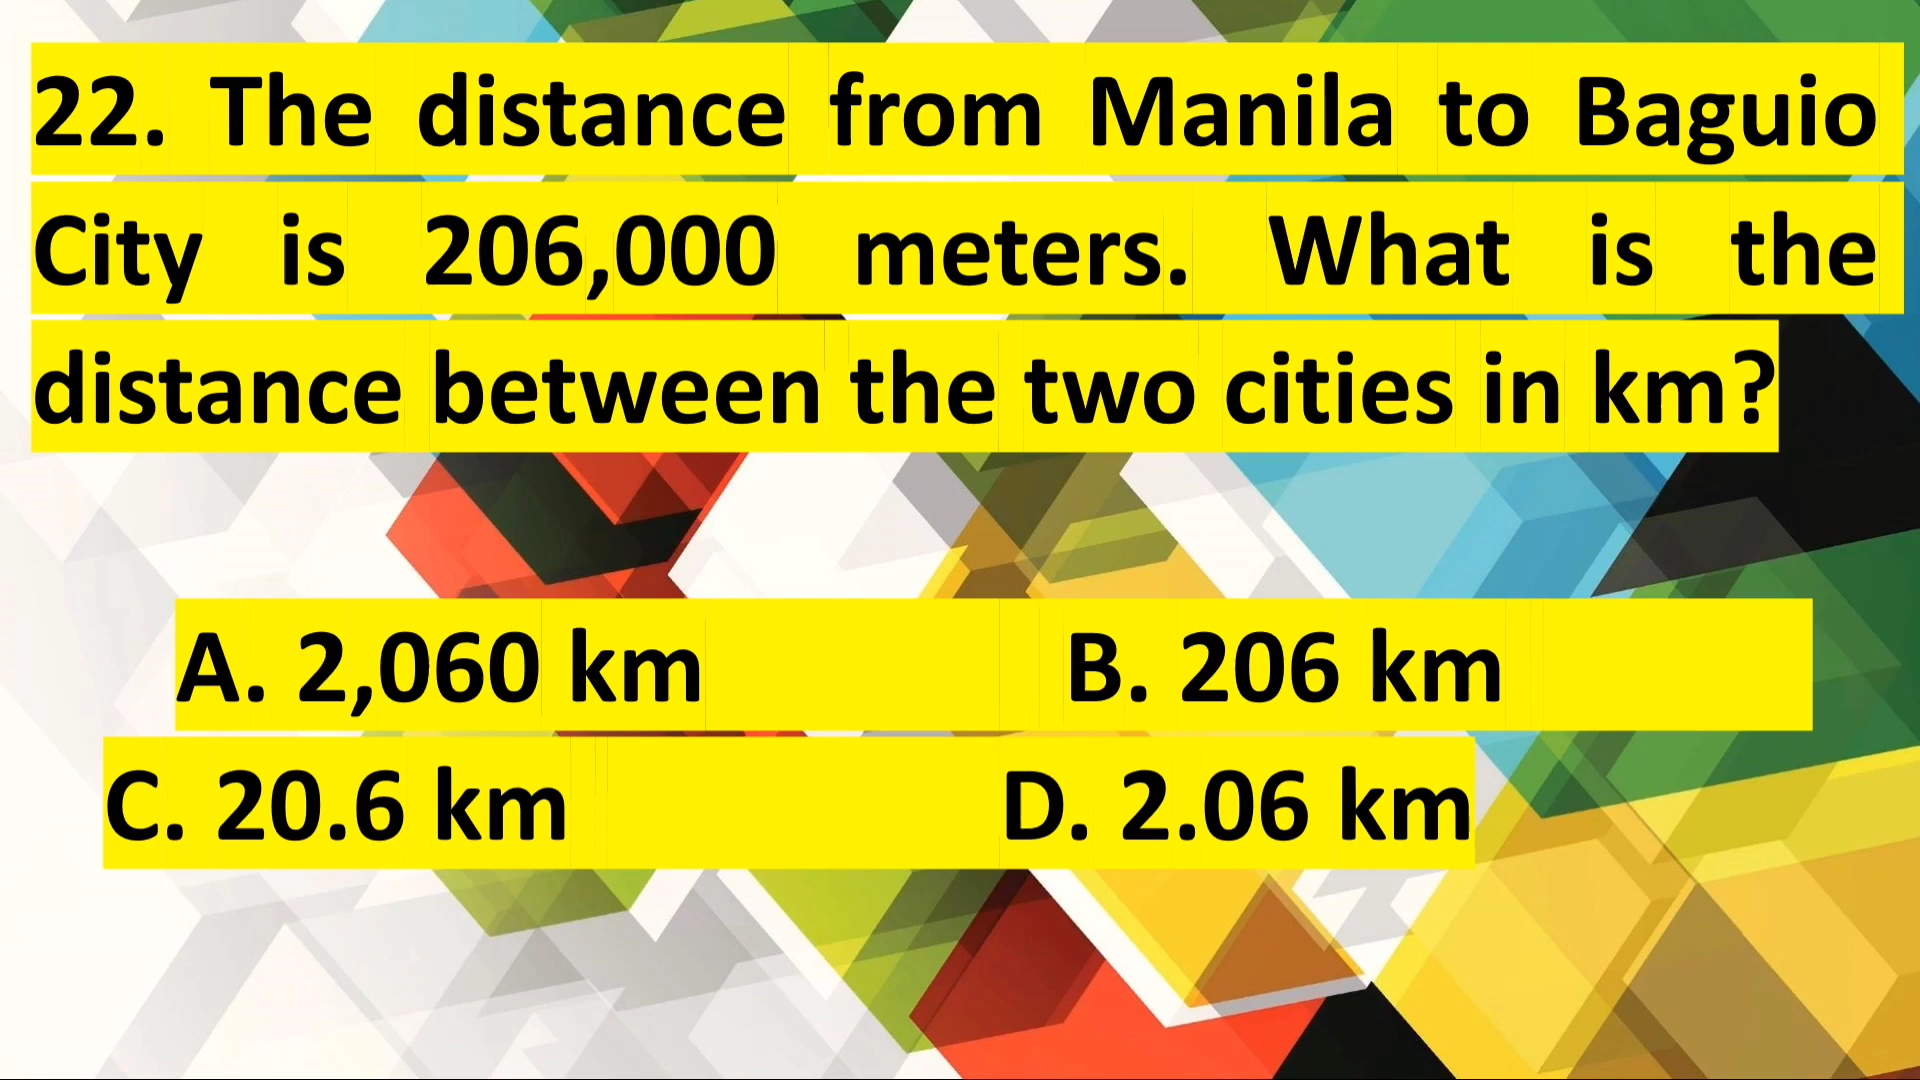 22. The distance from Manila to Baguio
City is 206,000 meters. What is the
distance between the two cities in km?
A. 2,060 km B. 206 km
C. 20.6 km D. 2.06 km